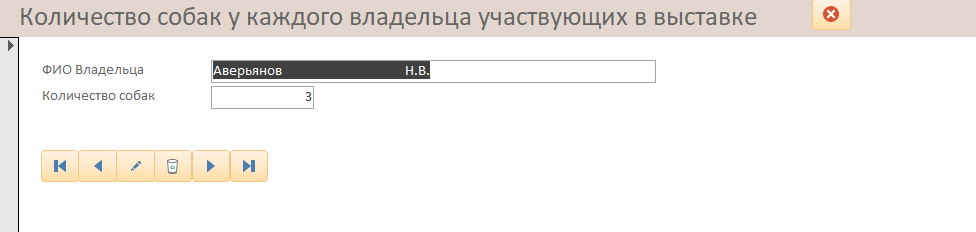 Количество собак у каждого владельца участвующих в выставке
ФИО Владельца Аверьянов Н.В.
Количество собак 3